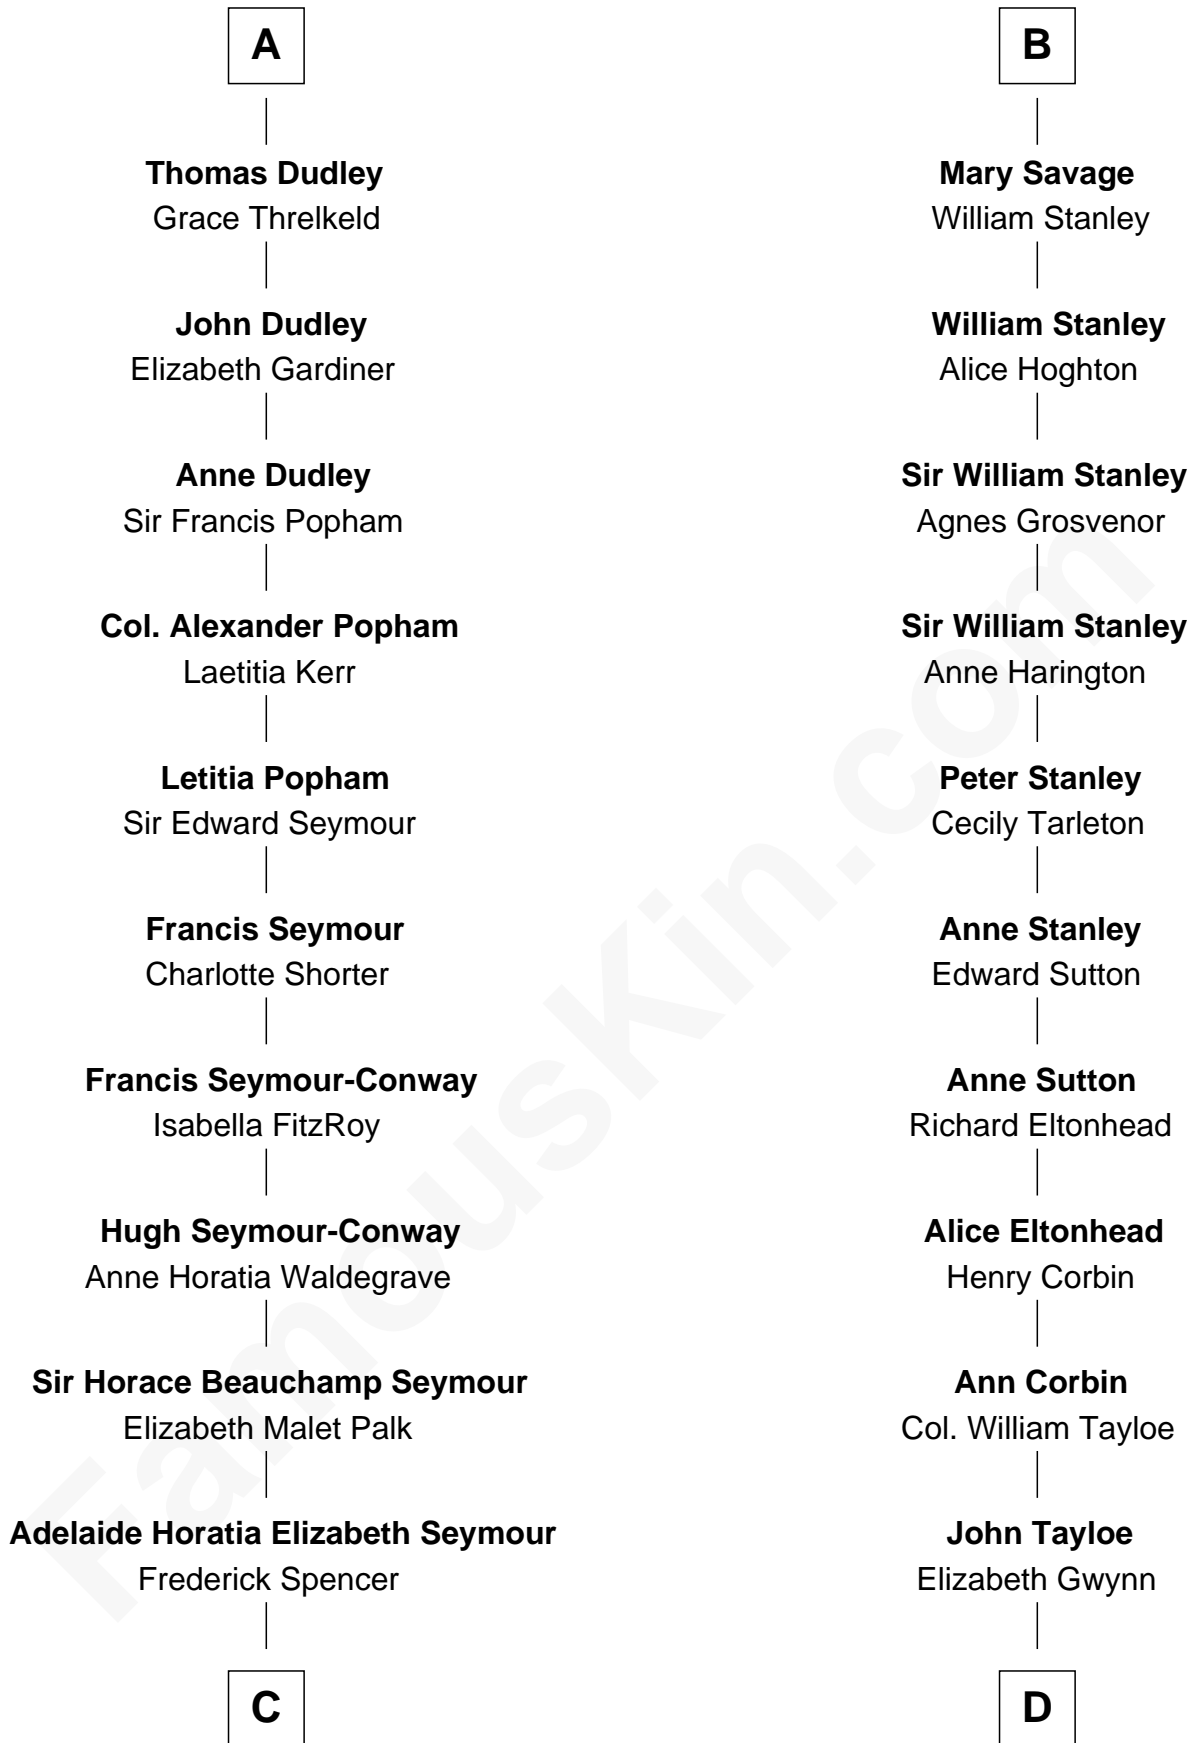 A
Thomas Dudley
Grace Threlkeld
John Dudley
Elizabeth Gardiner
Anne Dudley
Sir Francis Popham
Col. Alexander Popham
Laetitia Kerr
Letitia Popham
Sir Edward Seymour
Francis Seymour
Charlotte Shorter
Francis Seymour-Conway
Isabella FitzRoy
Hugh Seymour-Conway
Anne Horatia Waldegrave
Sir Horace Beauchamp Seymour
Elizabeth Malet Palk
Adelaide Horatia Elizabeth Seymour
Frederick Spencer
C
B
Mary Savage
William Stanley
William Stanley
Alice Hoghton
Sir William Stanley
Agnes Grosvenor
Sir William Stanley
Anne Harington
Peter Stanley
Cecily Tarleton
Anne Stanley
Edward Sutton
Anne Sutton
Richard Eltonhead
Alice Eltonhead
Henry Corbin
Ann Corbin
Col. William Tayloe
John Tayloe
Elizabeth Gwynn
D
FamousKin.com